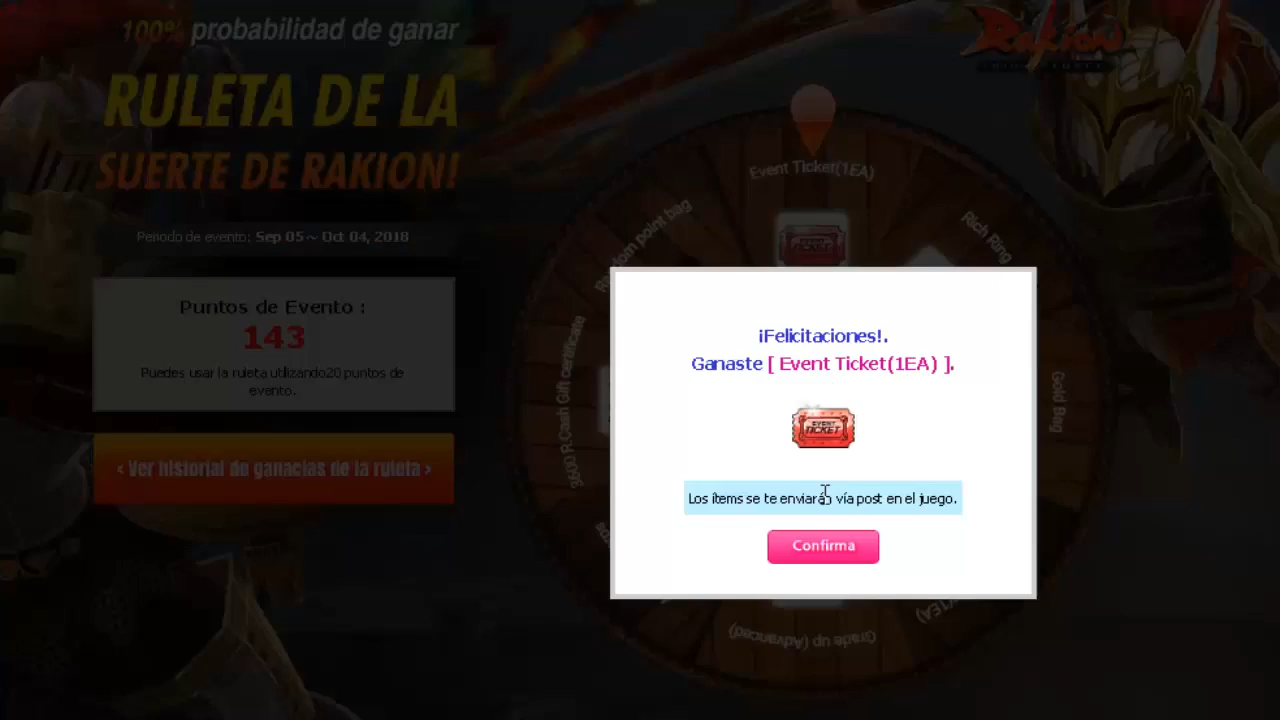 100% probabilidad de ganar
RULETA DE LA
SUERTE DE RAKION!
Periodo de evento: Sep 05 ~ Oct 04, 2018
Puntos de Evento :
143
Puedes usar la ruleta utilizando20 puntos de
evento.
< Ver historial de ganacias de la ruleta >
Rakion
Event Ticket(1EA)
Random point bag
Rich Ring
3600 R.Cash Gift certificate
Gold Bag
Grade up (Advanced)
(1EA)
¡Felicitaciones!.
Ganaste [ Event Ticket(1EA) ].
EVENT
TICKET
Los ítems se te enviarán vía post en el juego.
Confirma